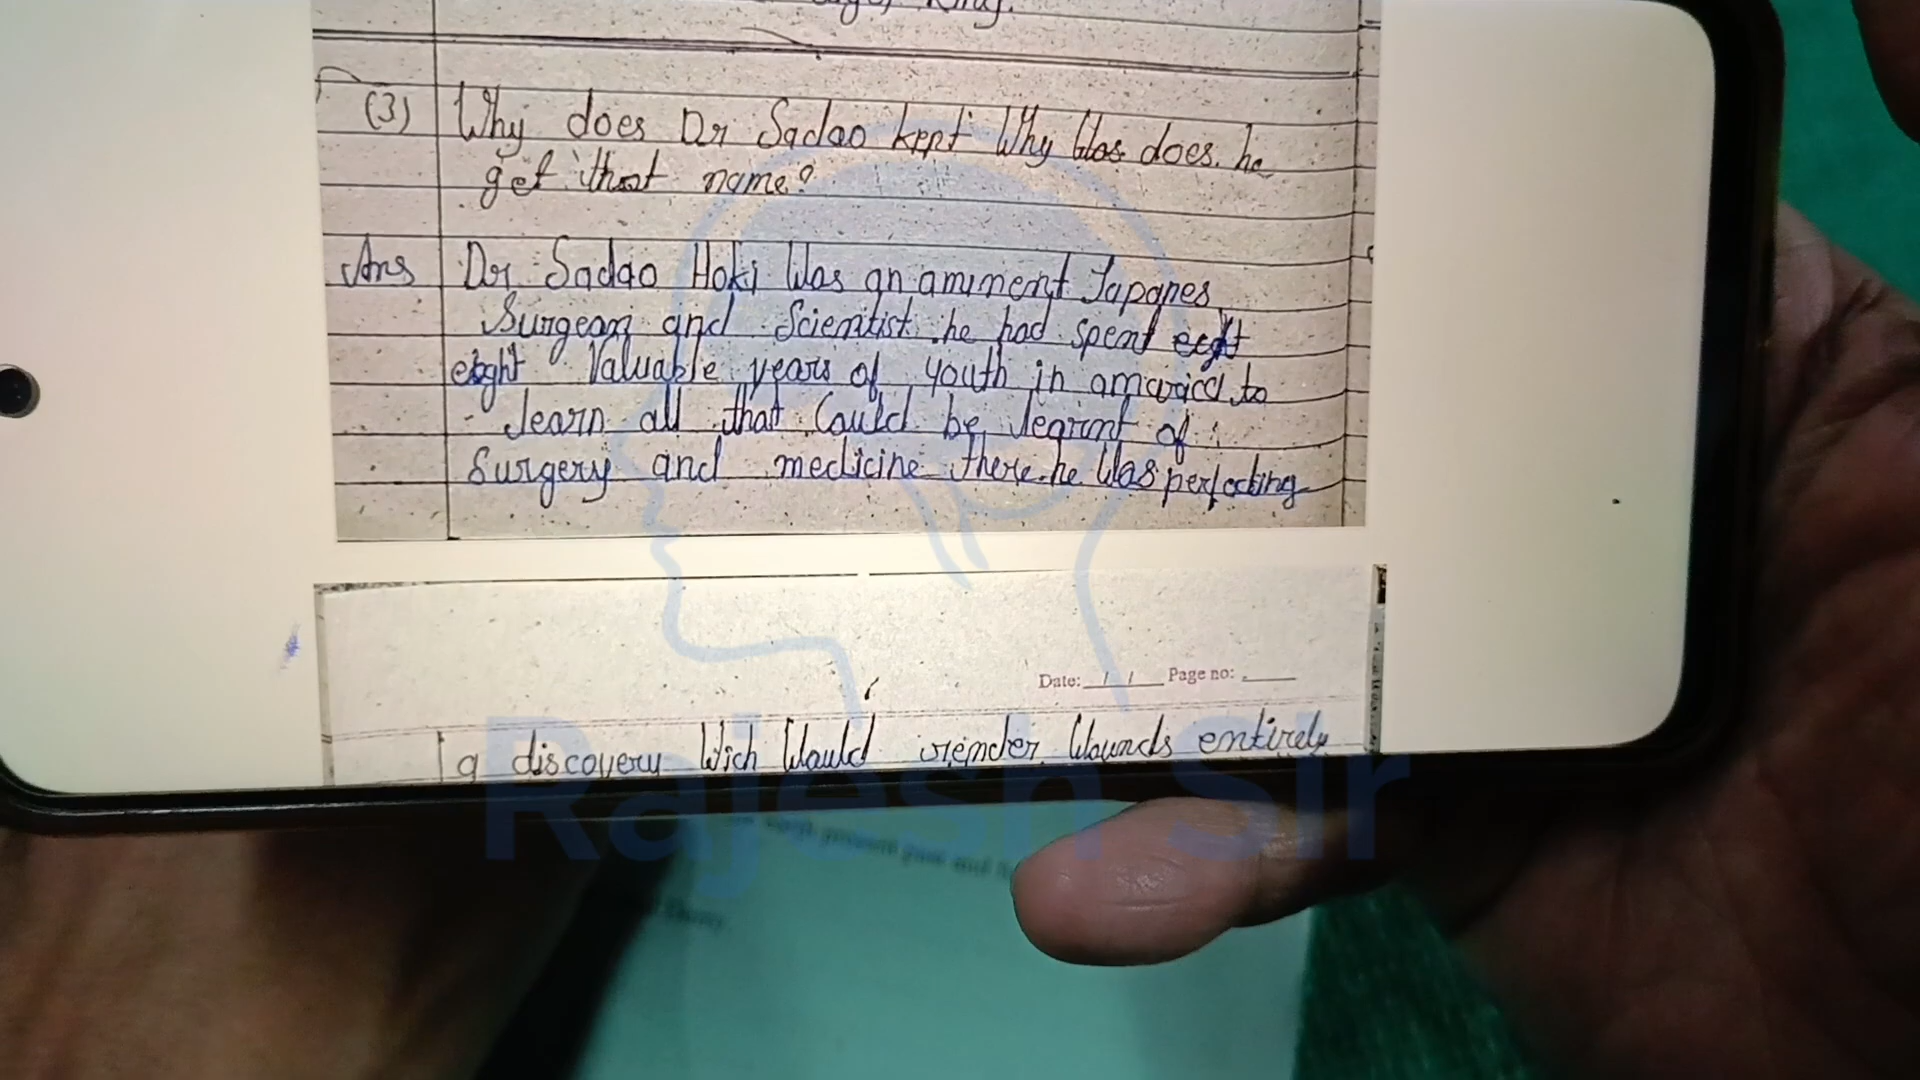 (3) Why does Dr Sadao kept Why Was does. he
get that name?
Ans Dr Sadao Hoki Was an amiment Japanes
Surgeon and Scientist. he had spent
eight Valuable years of youth in amarica to
learn all that Could be learnt of
Surgery and medicine there. he Was perfecting
Date: / / Page no:
a discovery Wich Would render Wounds entirely
Rajesh Sir